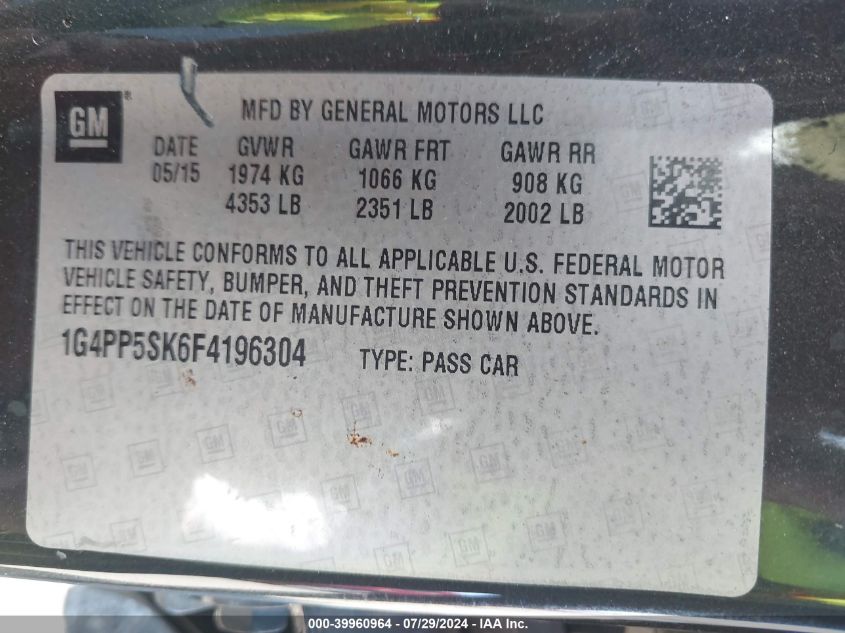 GM ®
MFD BY GENERAL MOTORS LLC
DATE GVWR GAWR FRT GAWR RR
05/15 1974 KG 1066 KG 908 KG
4353 LB 2351 LB 2002 LB
THIS VEHICLE CONFORMS TO ALL APPLICABLE U.S. FEDERAL MOTOR
VEHICLE SAFETY, BUMPER, AND THEFT PREVENTION STANDARDS IN
EFFECT ON THE DATE OF MANUFACTURE SHOWN ABOVE.
1G4PP5SK6F4196304 TYPE: PASS CAR
000-39960964 - 07/29/2024 - IAA Inc.